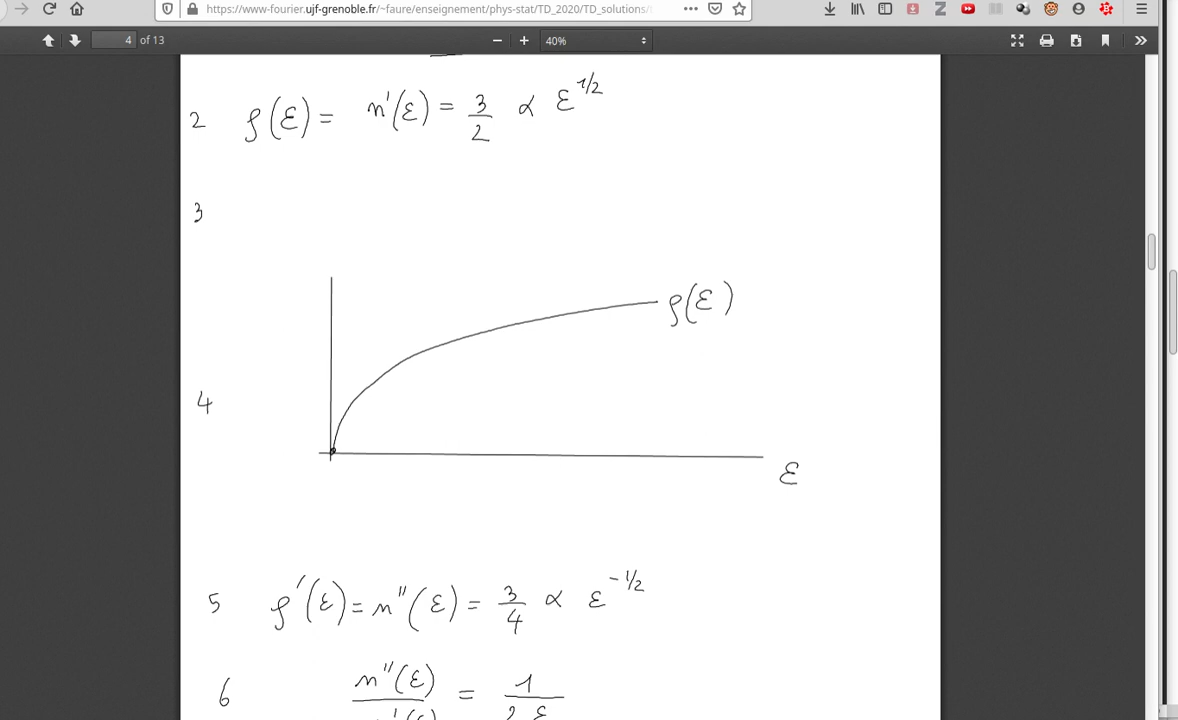 https://www-fourier.ujf-grenoble.fr/~faure/enseignement/phys-stat/TD_2020/TD_solutions/
4 of 13
40%
2 ρ(ε) = n'(ε) = 3/2 α ε^1/2
3
ρ(ε)
4
ε
5 ρ'(ε) = n''(ε) = 3/4 α ε^-1/2
6 n''(ε)/n'(ε) = 1/2ε